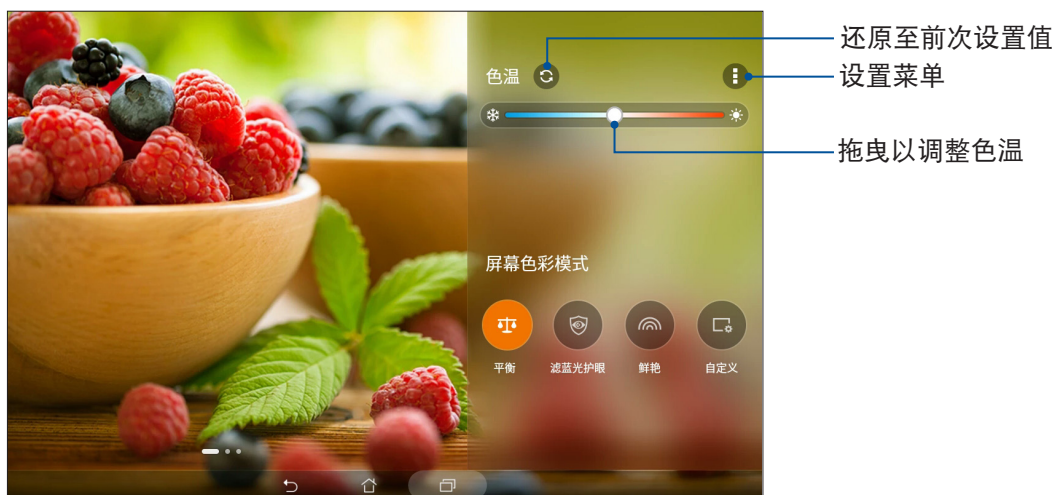 还原至前次设置值
色温
设置菜单
拖曳以调整色温
屏幕色彩模式
平衡
滤蓝光护眼
鲜艳
自定义